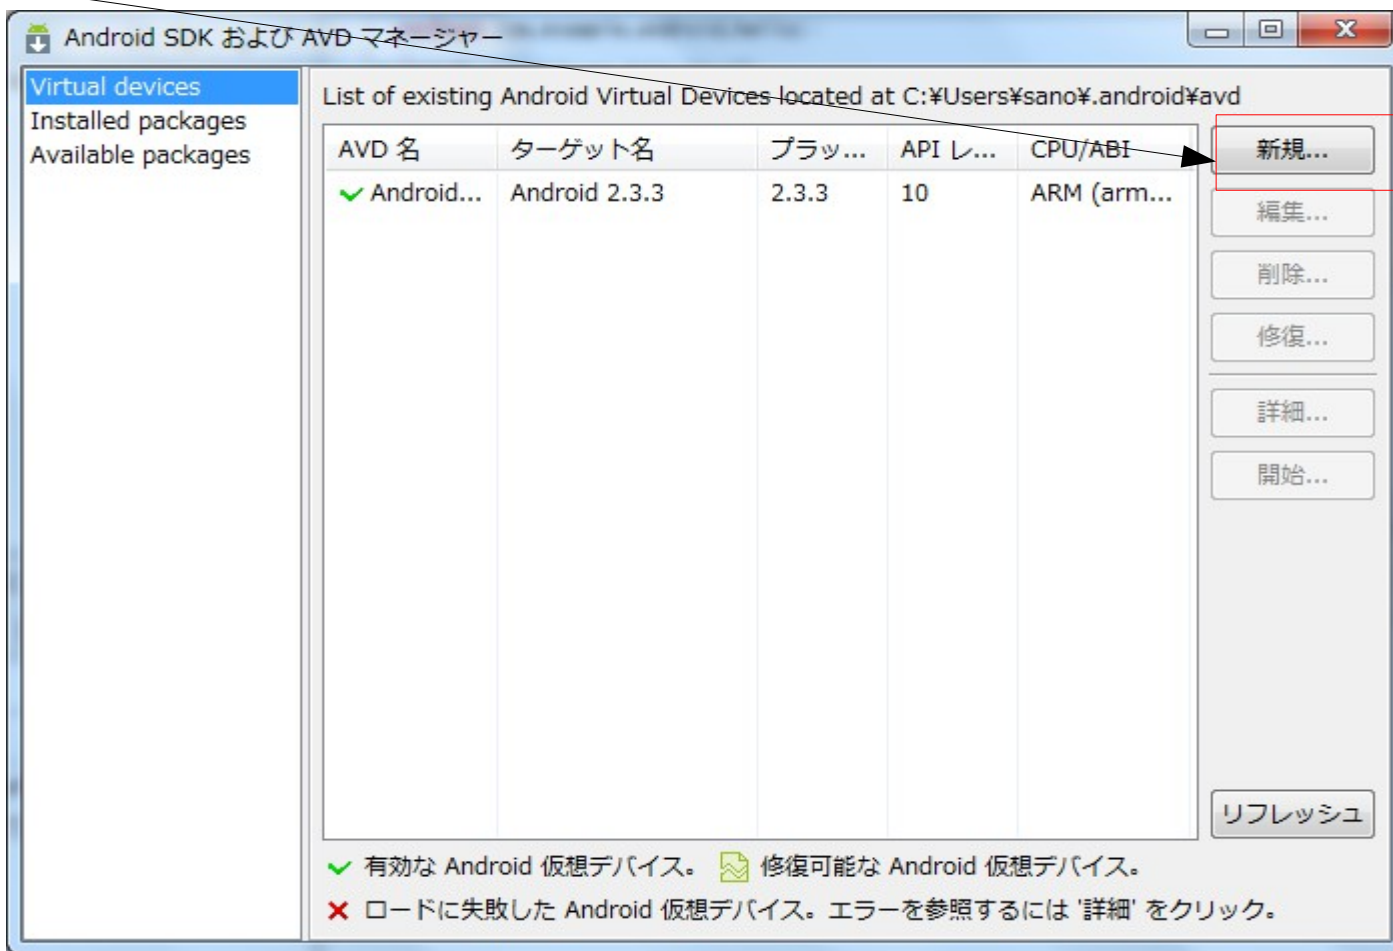 Android SDK および AVD マネージャー
Virtual devices
Installed packages
Available packages
List of existing Android Virtual Devices located at C:¥Users¥sano¥.android¥avd
AVD 名 ターゲット名 プラッ... API レ... CPU/ABI
Android... Android 2.3.3 2.3.3 10 ARM (arm...
新規...
編集...
削除...
修復...
詳細...
開始...
リフレッシュ
有効な Android 仮想デバイス。 修復可能な Android 仮想デバイス。
ロードに失敗した Android 仮想デバイス。エラーを参照するには '詳細' をクリック。